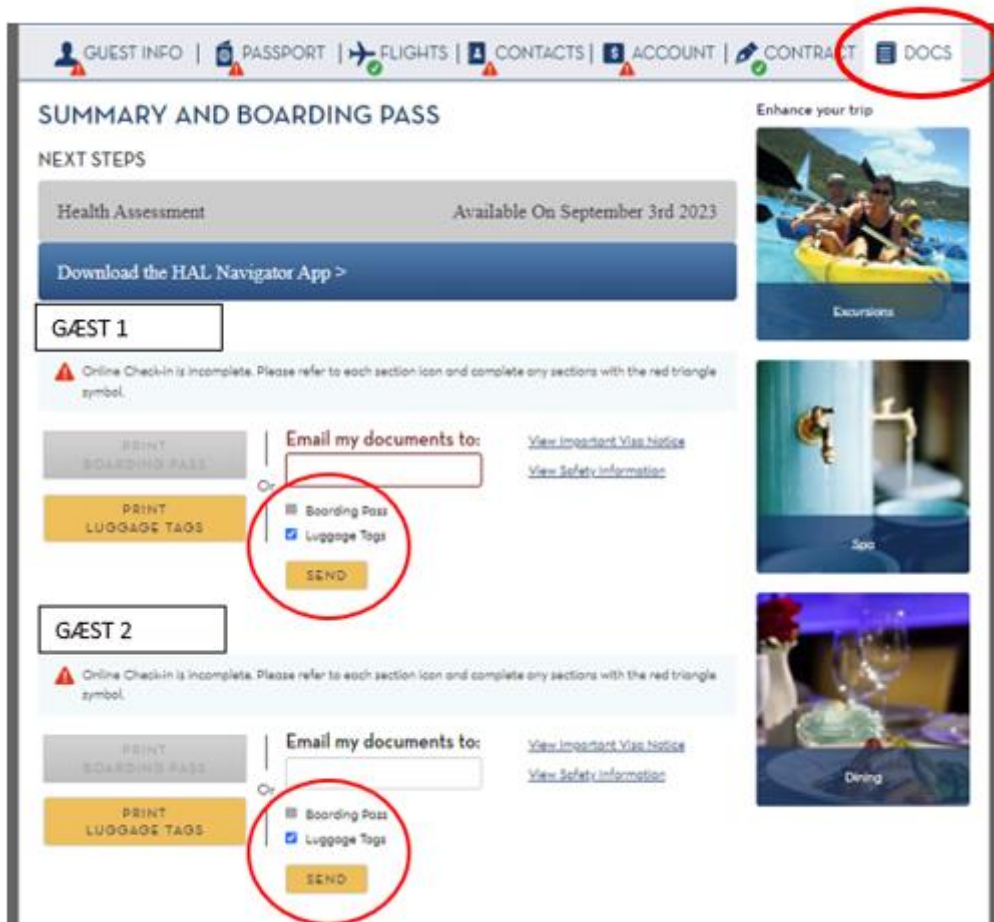 GUEST INFO | PASSPORT | FLIGHTS | CONTACTS | ACCOUNT | CONTRACT DOCS
SUMMARY AND BOARDING PASS
Enhance your trip
NEXT STEPS
Health Assessment Available On September 3rd 2023
Download the HAL Navigator App >
Excursions
GÆST 1
Online Check-in is incomplete. Please refer to each section icon and complete any sections with the red triangle
symbol.
PRINT
BOARDING PASS
Or
Email my documents to:
View Important Visa Notice
View Safety Information
PRINT
LUGGAGE TAGS
Boarding Pass
Luggage Tags
SEND
Spa
GÆST 2
Online Check-in is incomplete. Please refer to each section icon and complete any sections with the red triangle
symbol.
PRINT
BOARDING PASS
Or
Email my documents to:
View Important Visa Notice
View Safety Information
PRINT
LUGGAGE TAGS
Boarding Pass
Luggage Tags
SEND
Dining